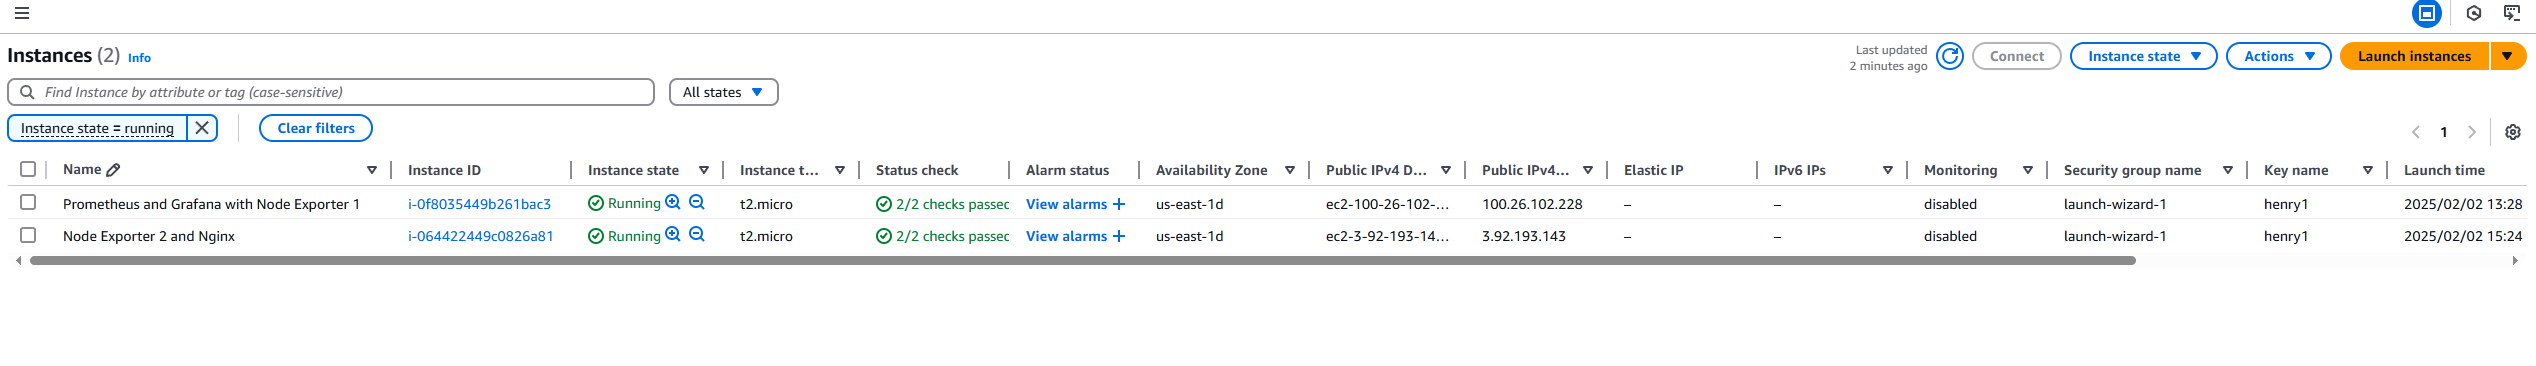 Instances (2) Info
Last updated
2 minutes ago
Connect
Instance state
Actions
Launch instances
Find Instance by attribute or tag (case-sensitive)
All states
Instance state = running
Clear filters
1
Name Instance ID Instance state Instance t... Status check Alarm status Availability Zone Public IPv4 D... Public IPv4... Elastic IP IPv6 IPs Monitoring Security group name Key name Launch time
Prometheus and Grafana with Node Exporter 1 i-0f8035449b261bac3 Running t2.micro 2/2 checks passec View alarms + us-east-1d ec2-100-26-102-... 100.26.102.228 – – disabled launch-wizard-1 henry1 2025/02/02 13:28
Node Exporter 2 and Nginx i-064422449c0826a81 Running t2.micro 2/2 checks passec View alarms + us-east-1d ec2-3-92-193-14... 3.92.193.143 – – disabled launch-wizard-1 henry1 2025/02/02 15:24